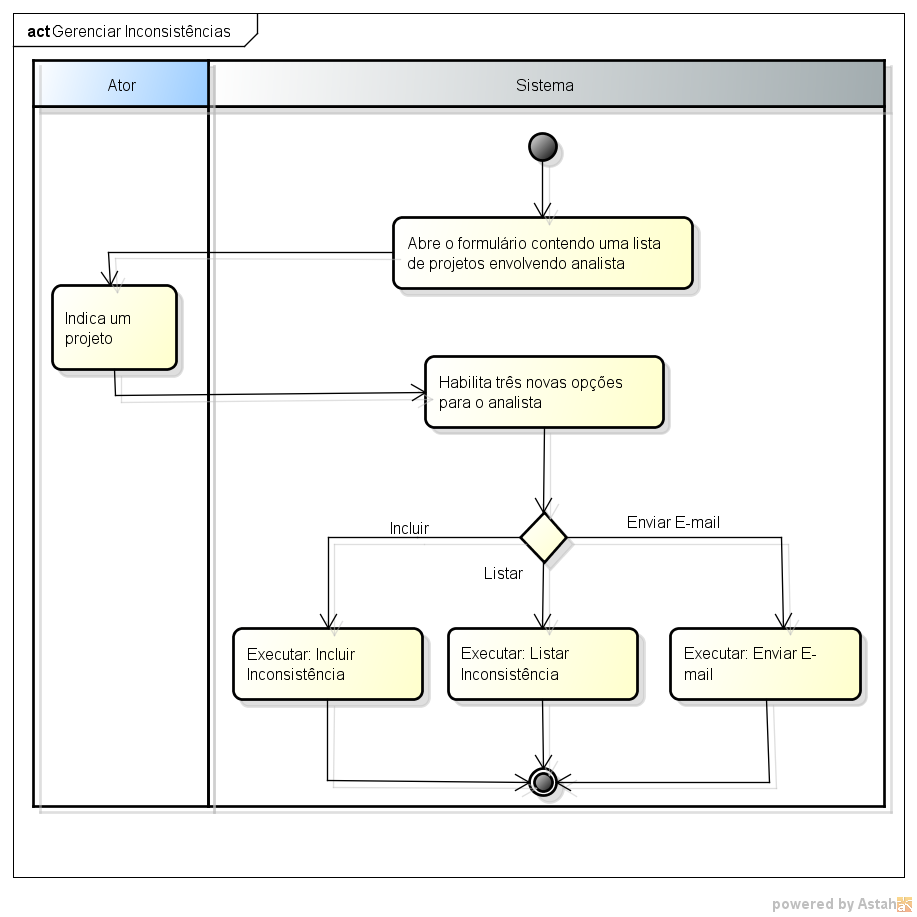 act Gerenciar Inconsistências
Ator
Sistema
Abre o formulário contendo uma lista
de projetos envolvendo analista
Indica um
projeto
Habilita três novas opções
para o analista
Incluir
Enviar E-mail
Listar
Executar: Incluir
Inconsistência
Executar: Listar
Inconsistência
Executar: Enviar E-
mail
powered by Astah